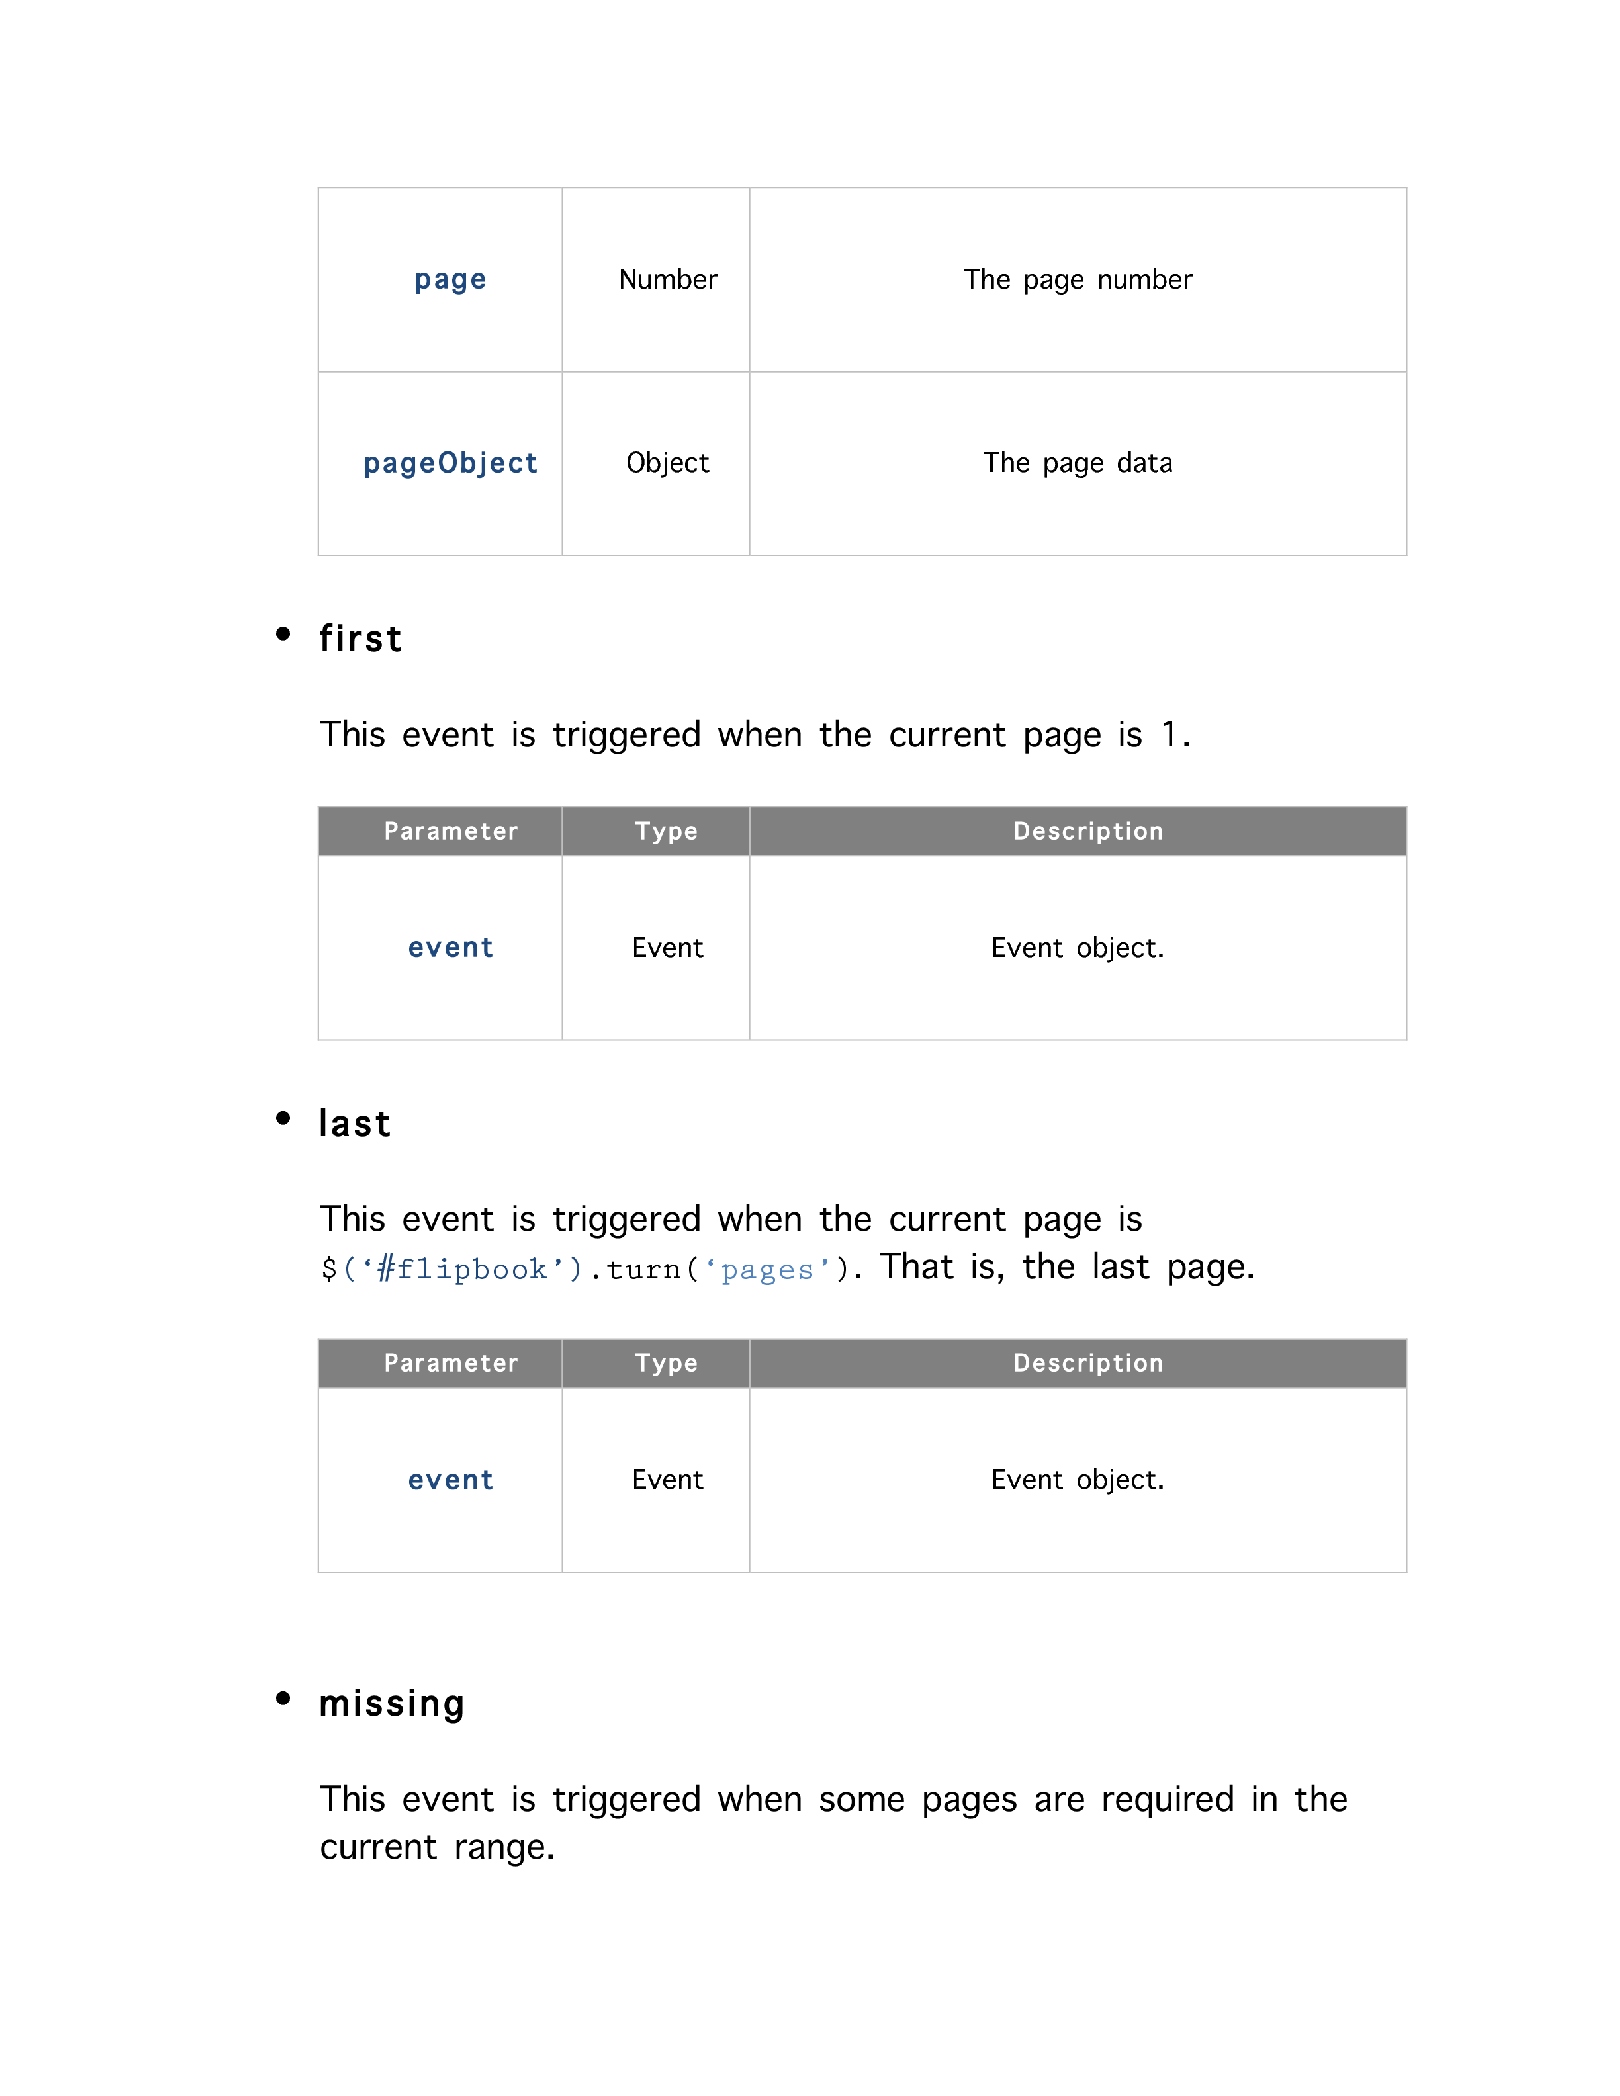 page Number The page number
pageObject Object The page data
• first
This event is triggered when the current page is 1.
Parameter Type Description
event Event Event object.
• last
This event is triggered when the current page is
$(‘#flipbook’).turn(‘pages’). That is, the last page.
Parameter Type Description
event Event Event object.
• missing
This event is triggered when some pages are required in the
current range.